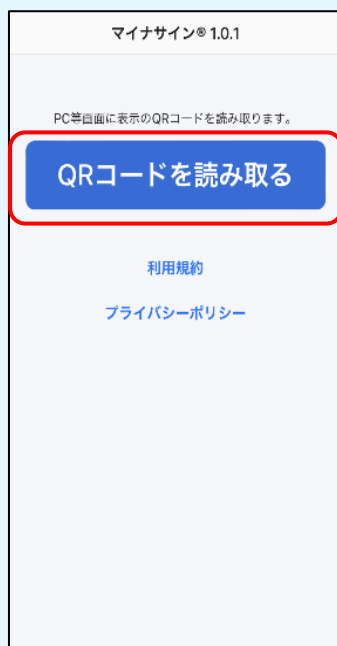 マイナサイン® 1.0.1
PC等画面に表示のQRコードを読み取ります。
QRコードを読み取る
利用規約
プライバシーポリシー